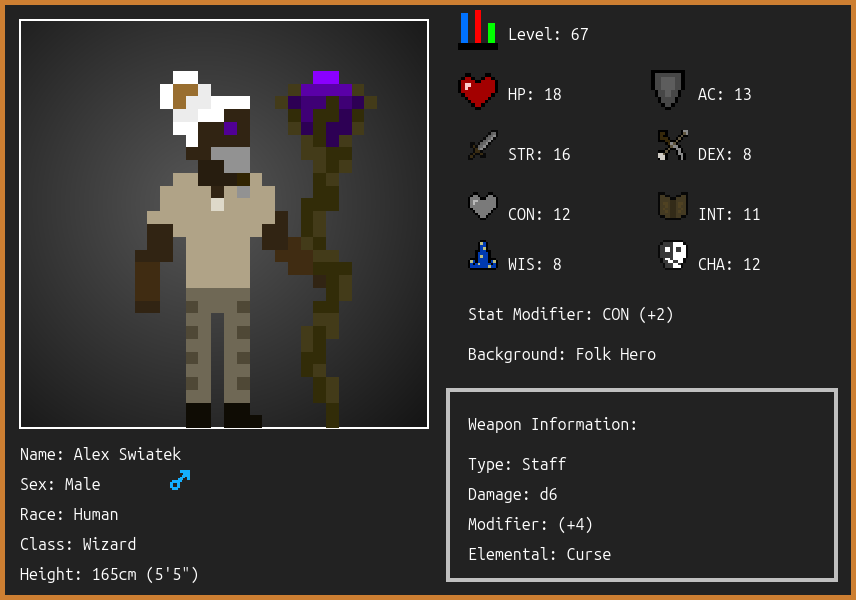 Level: 67
HP: 18
AC: 13
STR: 16
DEX: 8
CON: 12
INT: 11
WIS: 8
CHA: 12
Stat Modifier: CON (+2)
Background: Folk Hero
Weapon Information:
Type: Staff
Damage: d6
Modifier: (+4)
Elemental: Curse
Name: Alex Swiatek
Sex: Male
Race: Human
Class: Wizard
Height: 165cm (5'5")